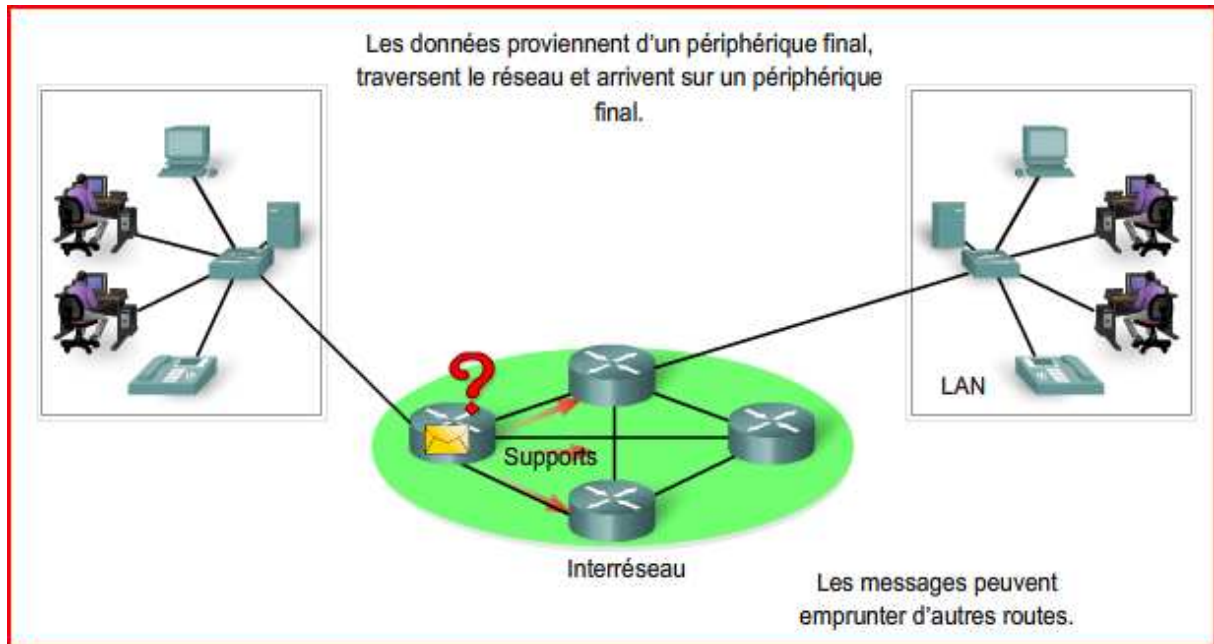 Les données proviennent d'un périphérique final,
traversent le réseau et arrivent sur un périphérique
final.
LAN
Supports
Interréseau
Les messages peuvent
emprunter d'autres routes.